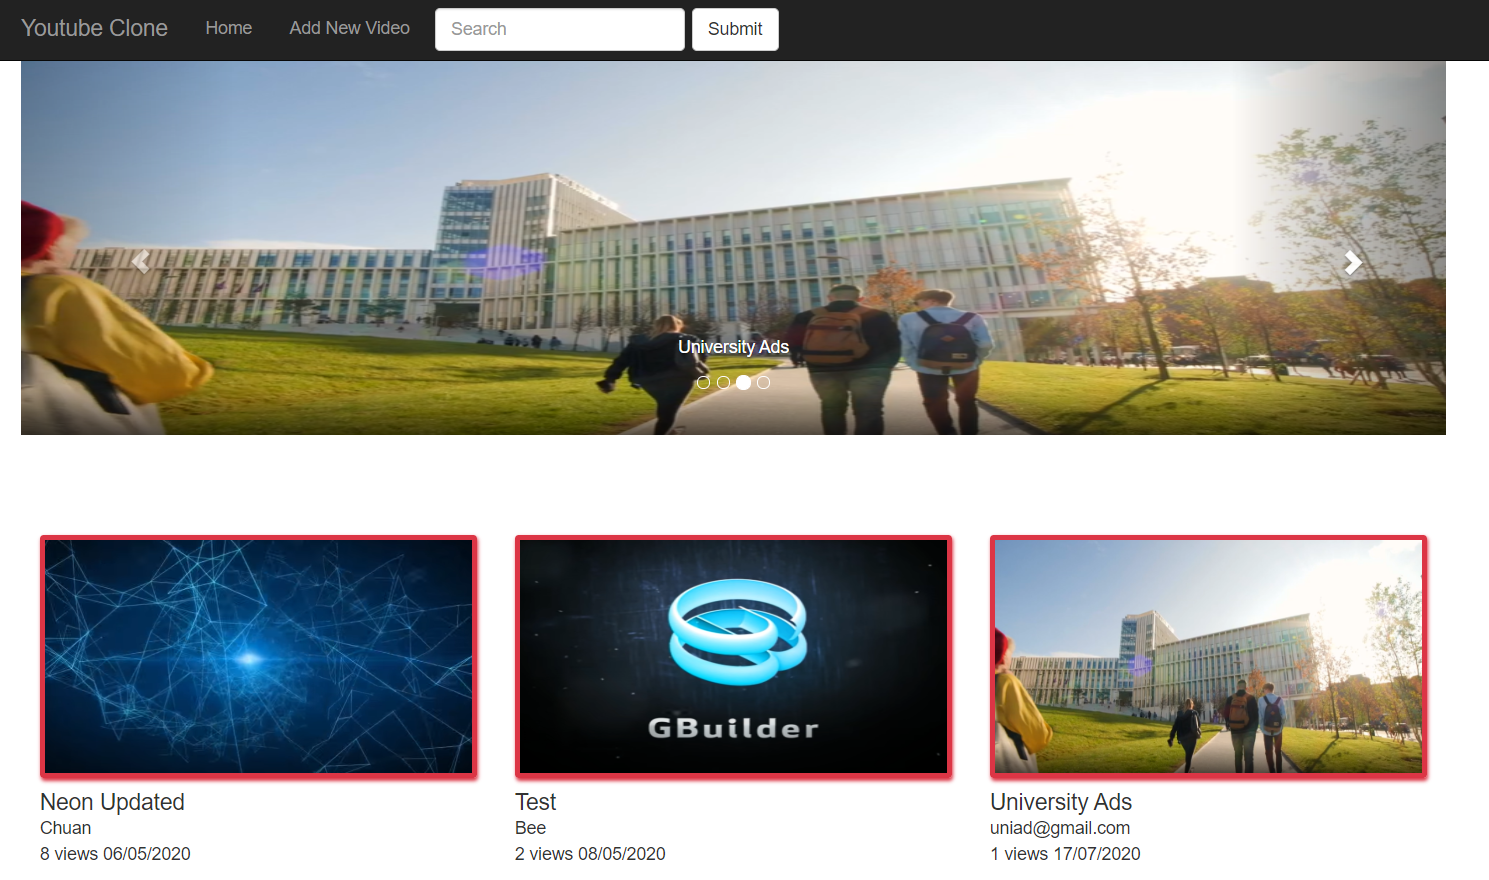 Youtube Clone Home Add New Video Search Submit
University Ads
GBuilder
Neon Updated
Chuan
8 views 06/05/2020
Test
Bee
2 views 08/05/2020
University Ads
uniad@gmail.com
1 views 17/07/2020